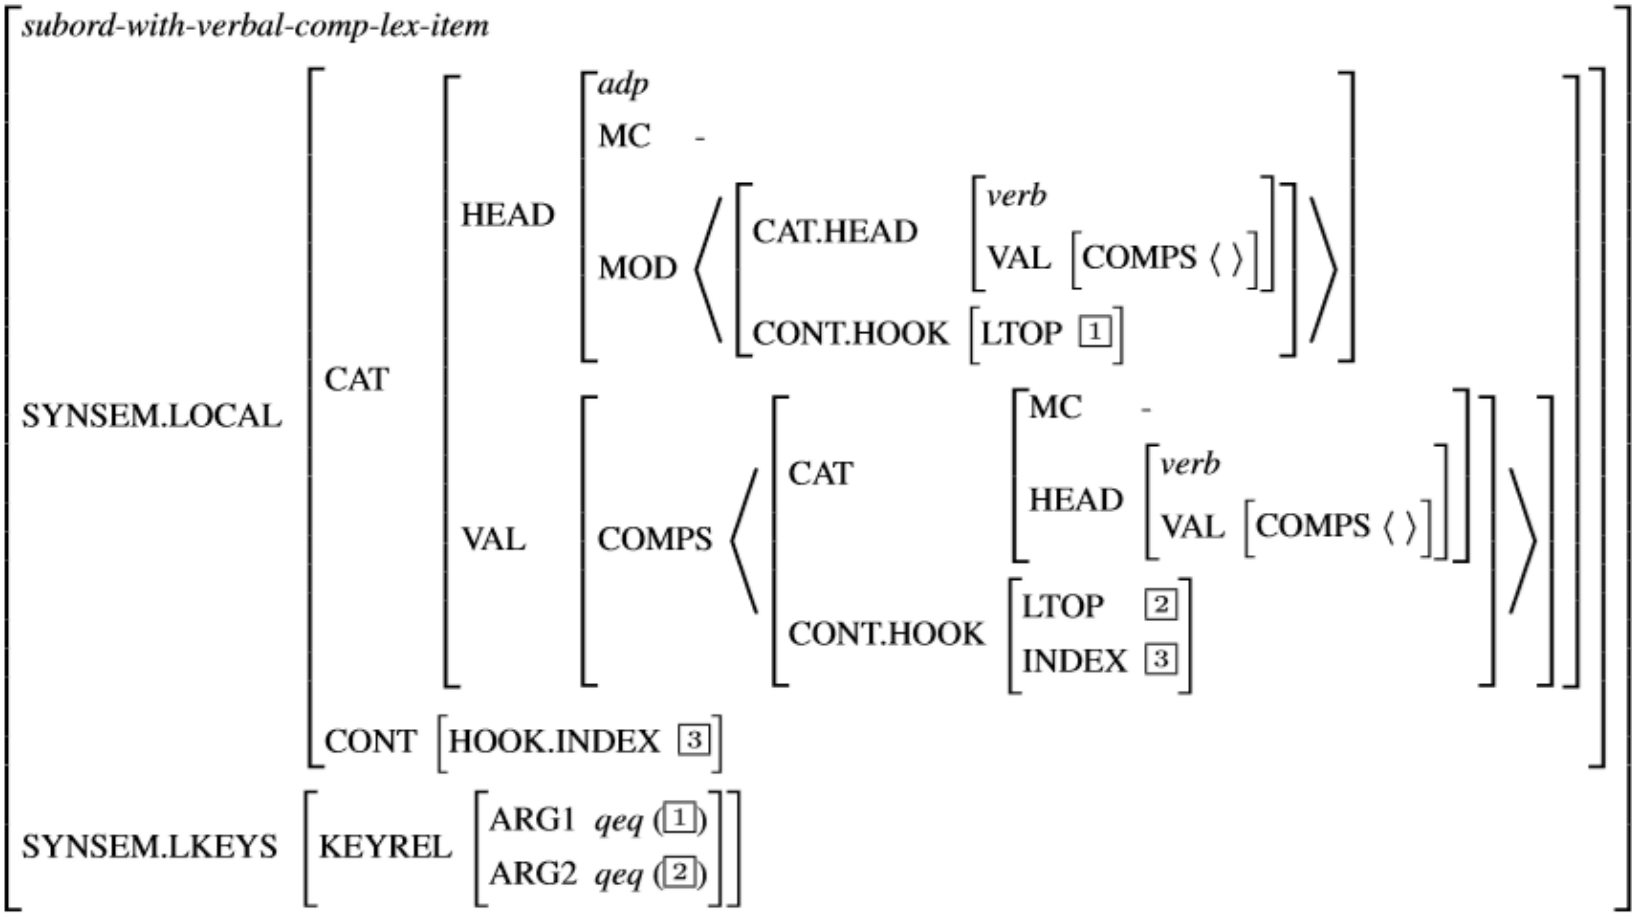 subord-with-verbal-comp-lex-item
adp
MC -
verb
CAT.HEAD
VAL [COMPS ⟨ ⟩]
HEAD
MOD
CONT.HOOK [LTOP 1]
CAT
MC -
SYNSEM.LOCAL
verb
CAT
HEAD
VAL [COMPS ⟨ ⟩]
VAL
COMPS
LTOP 2
CONT.HOOK
INDEX 3
CONT [HOOK.INDEX 3]
ARG1 qeq (1)
SYNSEM.LKEYS
KEYREL
ARG2 qeq (2)